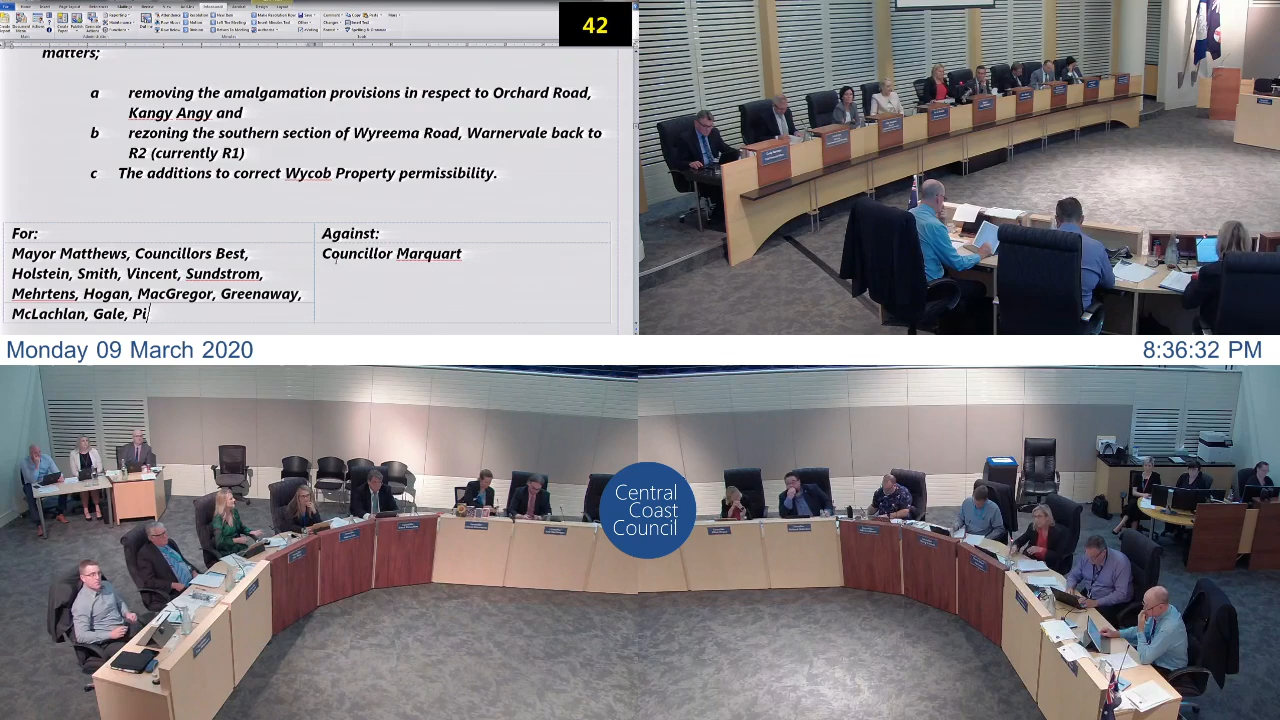 42
matters;
a removing the analgamation provisions in respect to Orchard Road,
Kangy Angy and
b rezoning the southern section of Wyreema Road, Warnervale back to
R2 (currently R1)
c The additions to correct Wycob Property permissibility.
For:
Against:
Mayor Matthews, Councillors Best,
Councillor Marquart
Holstein, Smith, Vincent, Sundstrom,
Mehrtens, Hogan, MacGregor, Greenaway,
McLachlan, Gale, Pi
Monday 09 March 2020
8:36:32 PM
Central
Coast
Council